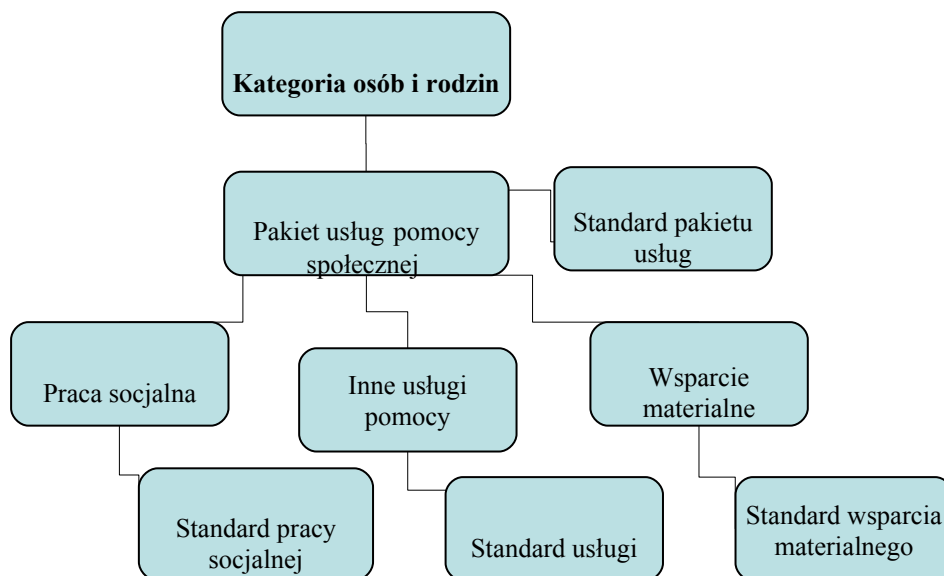 Kategoria osób i rodzin
Pakiet usług pomocy
społecznej
Standard pakietu
usług
Praca socjalna
Inne usługi
pomocy
Wsparcie
materialne
Standard pracy
socjalnej
Standard usługi
Standard wsparcia
materialnego